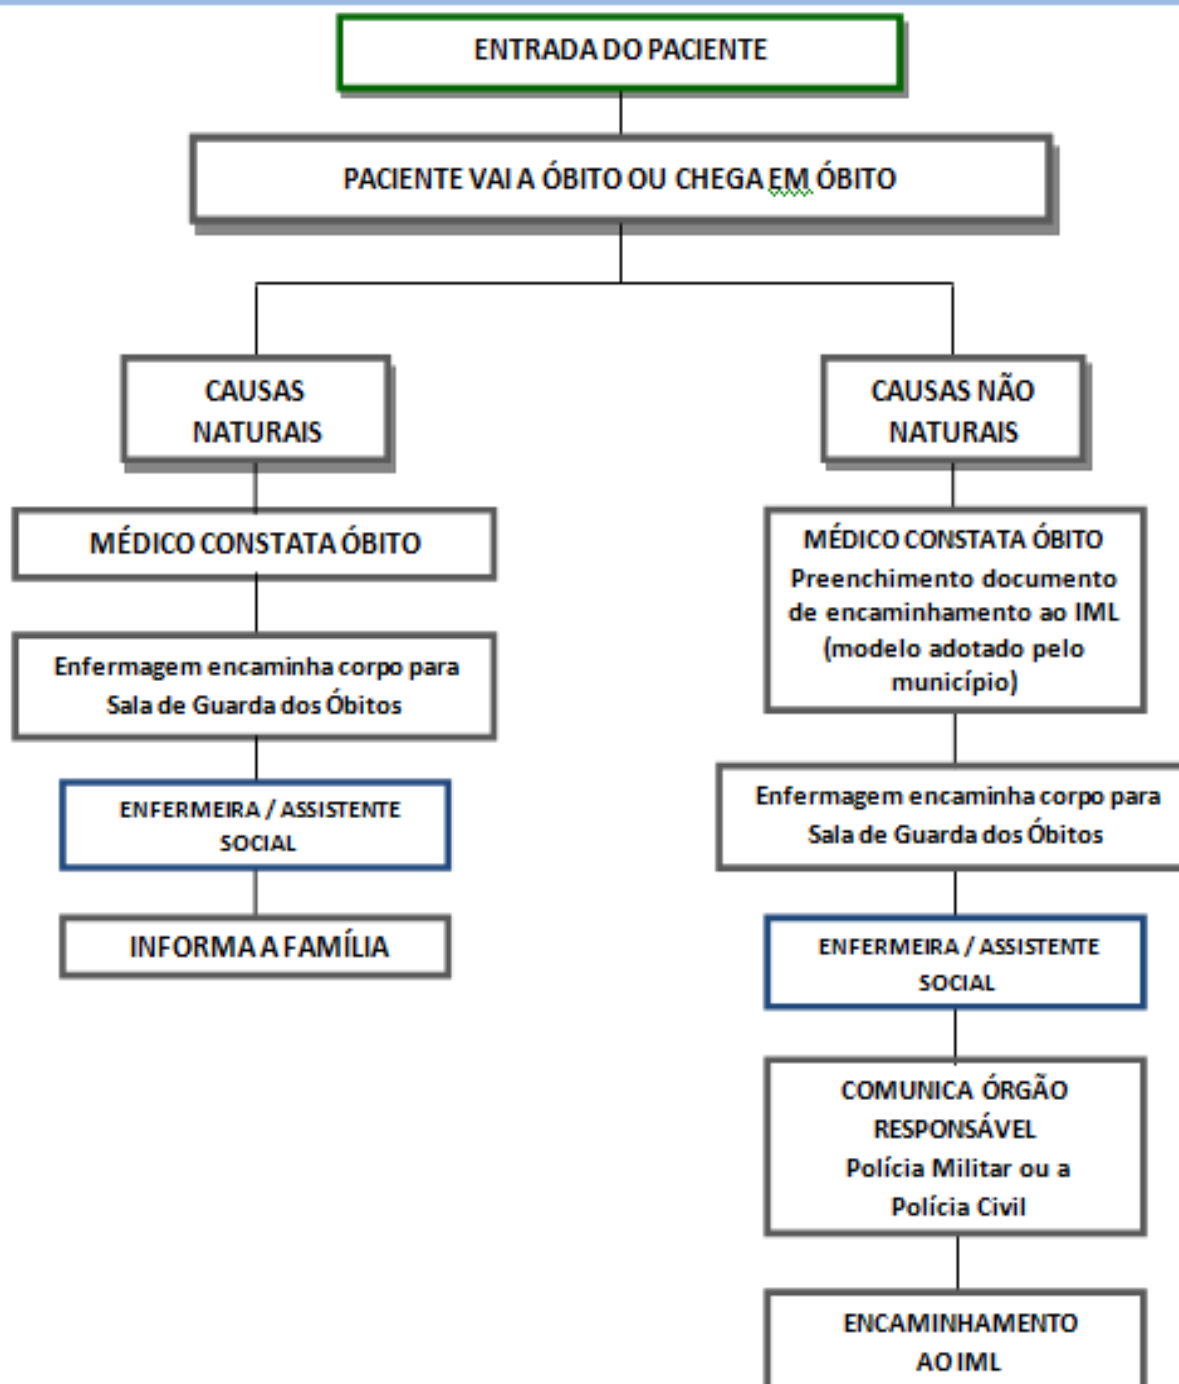 ENTRADA DO PACIENTE
PACIENTE VAI A ÓBITO OU CHEGA EM ÓBITO
CAUSAS
NATURAIS
MÉDICO CONSTATA ÓBITO
Enfermagem encaminha corpo para
Sala de Guarda dos Óbitos
ENFERMEIRA / ASSISTENTE
SOCIAL
INFORMA A FAMÍLIA
CAUSAS NÃO
NATURAIS
MÉDICO CONSTATA ÓBITO
Preenchimento documento
de encaminhamento ao IML
(modelo adotado pelo
município)
Enfermagem encaminha corpo para
Sala de Guarda dos Óbitos
ENFERMEIRA / ASSISTENTE
SOCIAL
COMUNICA ÓRGÃO
RESPONSÁVEL
Polícia Militar ou a
Polícia Civil
ENCAMINHAMENTO
AO IML